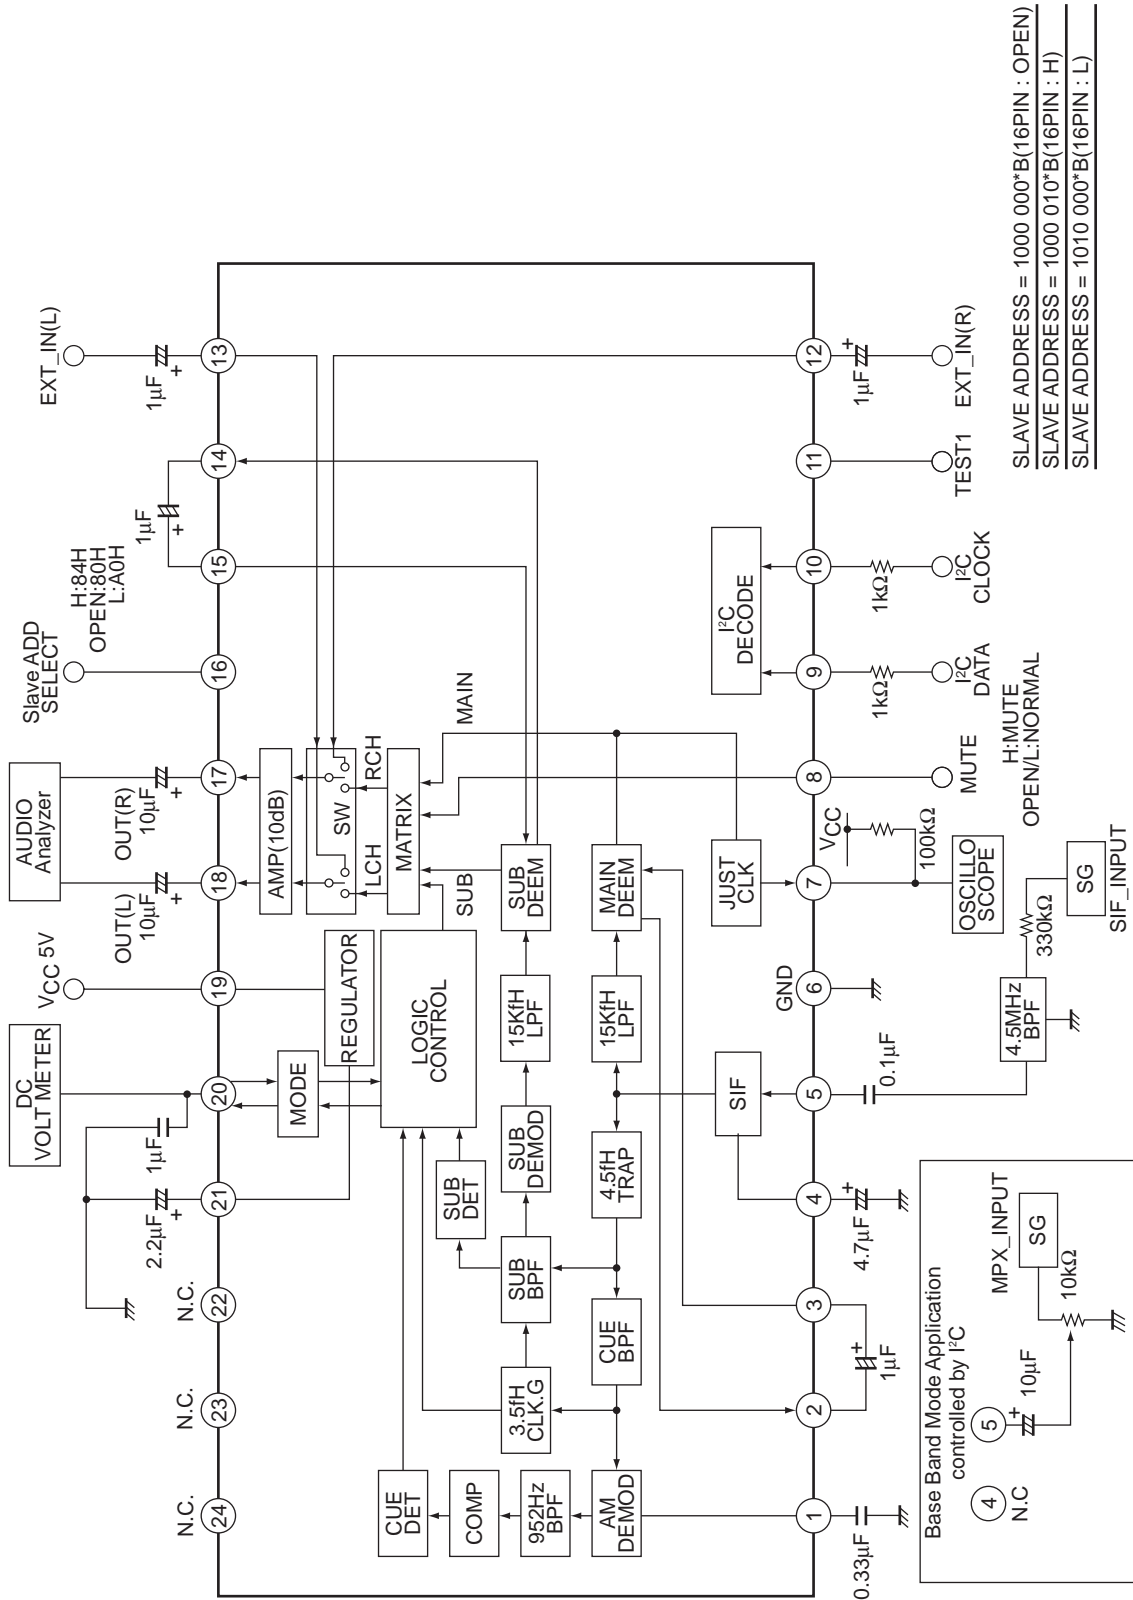 DC
VOLT METER
VCC 5V
AUDIO
Analyzer
Slave ADD
SELECT
H:84H
OPEN:80H
L:A0H
EXT_IN(L)
N.C.
N.C.
N.C.
2.2μF
+
1μF
OUT(L)
10μF
+
OUT(R)
10μF
+
1μF
+
1μF
+
24
23
22
21
20
19
18
17
16
15
14
13
MODE
REGULATOR
AMP(10dB)
SW
LCH
RCH
MATRIX
MAIN
SUB
LOGIC
CONTROL
CUE
DET
COMP
952Hz
BPF
AM
DEMOD
3.5fH
CLK.G
SUB
BPF
SUB
DET
SUB
DEMOD
15KfH
LPF
SUB
DEEM
CUE
BPF
4.5fH
TRAP
15KfH
LPF
MAIN
DEEM
SIF
JUST
CLK
I²C
DECODE
1
2
3
4
5
6
7
8
9
10
11
12
0.33μF
1μF
+
4.7μF
+
0.1μF
GND
VCC
100kΩ
OSCILLO
SCOPE
MUTE
H:MUTE
OPEN/L:NORMAL
1kΩ
I²C
DATA
1kΩ
I²C
CLOCK
TEST1
1μF
+
EXT_IN(R)
4.5MHz
BPF
330kΩ
SG
SIF_INPUT
Base Band Mode Application
controlled by I²C
4
N.C
5
+
10μF
MPX_INPUT
SG
10kΩ
SLAVE ADDRESS = 1000 000*B(16PIN : OPEN)
SLAVE ADDRESS = 1000 010*B(16PIN : H)
SLAVE ADDRESS = 1010 000*B(16PIN : L)